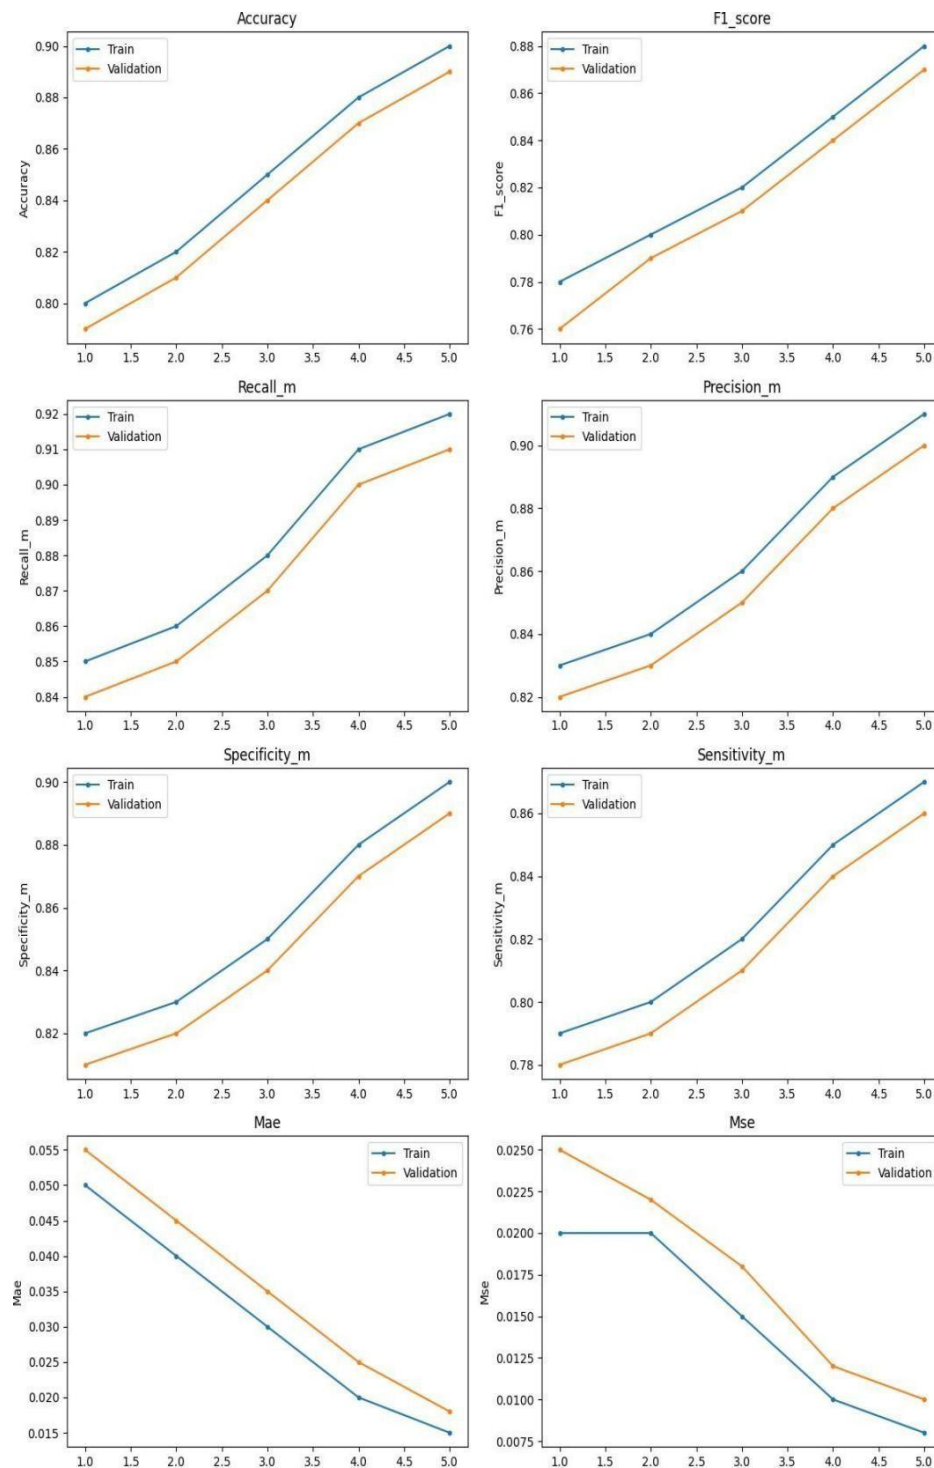 Accuracy
Train
Validation
Accuracy
0.90
0.88
0.86
0.84
0.82
0.80
1.0 1.5 2.0 2.5 3.0 3.5 4.0 4.5 5.0
F1_score
Train
Validation
F1_score
0.88
0.86
0.84
0.82
0.80
0.78
0.76
1.0 1.5 2.0 2.5 3.0 3.5 4.0 4.5 5.0
Recall_m
Train
Validation
Recall_m
0.92
0.91
0.90
0.89
0.88
0.87
0.86
0.85
0.84
1.0 1.5 2.0 2.5 3.0 3.5 4.0 4.5 5.0
Precision_m
Train
Validation
Precision_m
0.90
0.88
0.86
0.84
0.82
1.0 1.5 2.0 2.5 3.0 3.5 4.0 4.5 5.0
Specificity_m
Train
Validation
Specificity_m
0.90
0.88
0.86
0.84
0.82
1.0 1.5 2.0 2.5 3.0 3.5 4.0 4.5 5.0
Sensitivity_m
Train
Validation
Sensitivity_m
0.86
0.84
0.82
0.80
0.78
1.0 1.5 2.0 2.5 3.0 3.5 4.0 4.5 5.0
Mae
Train
Validation
Mae
0.055
0.050
0.045
0.040
0.035
0.030
0.025
0.020
0.015
1.0 1.5 2.0 2.5 3.0 3.5 4.0 4.5 5.0
Mse
Train
Validation
Mse
0.0250
0.0225
0.0200
0.0175
0.0150
0.0125
0.0100
0.0075
1.0 1.5 2.0 2.5 3.0 3.5 4.0 4.5 5.0